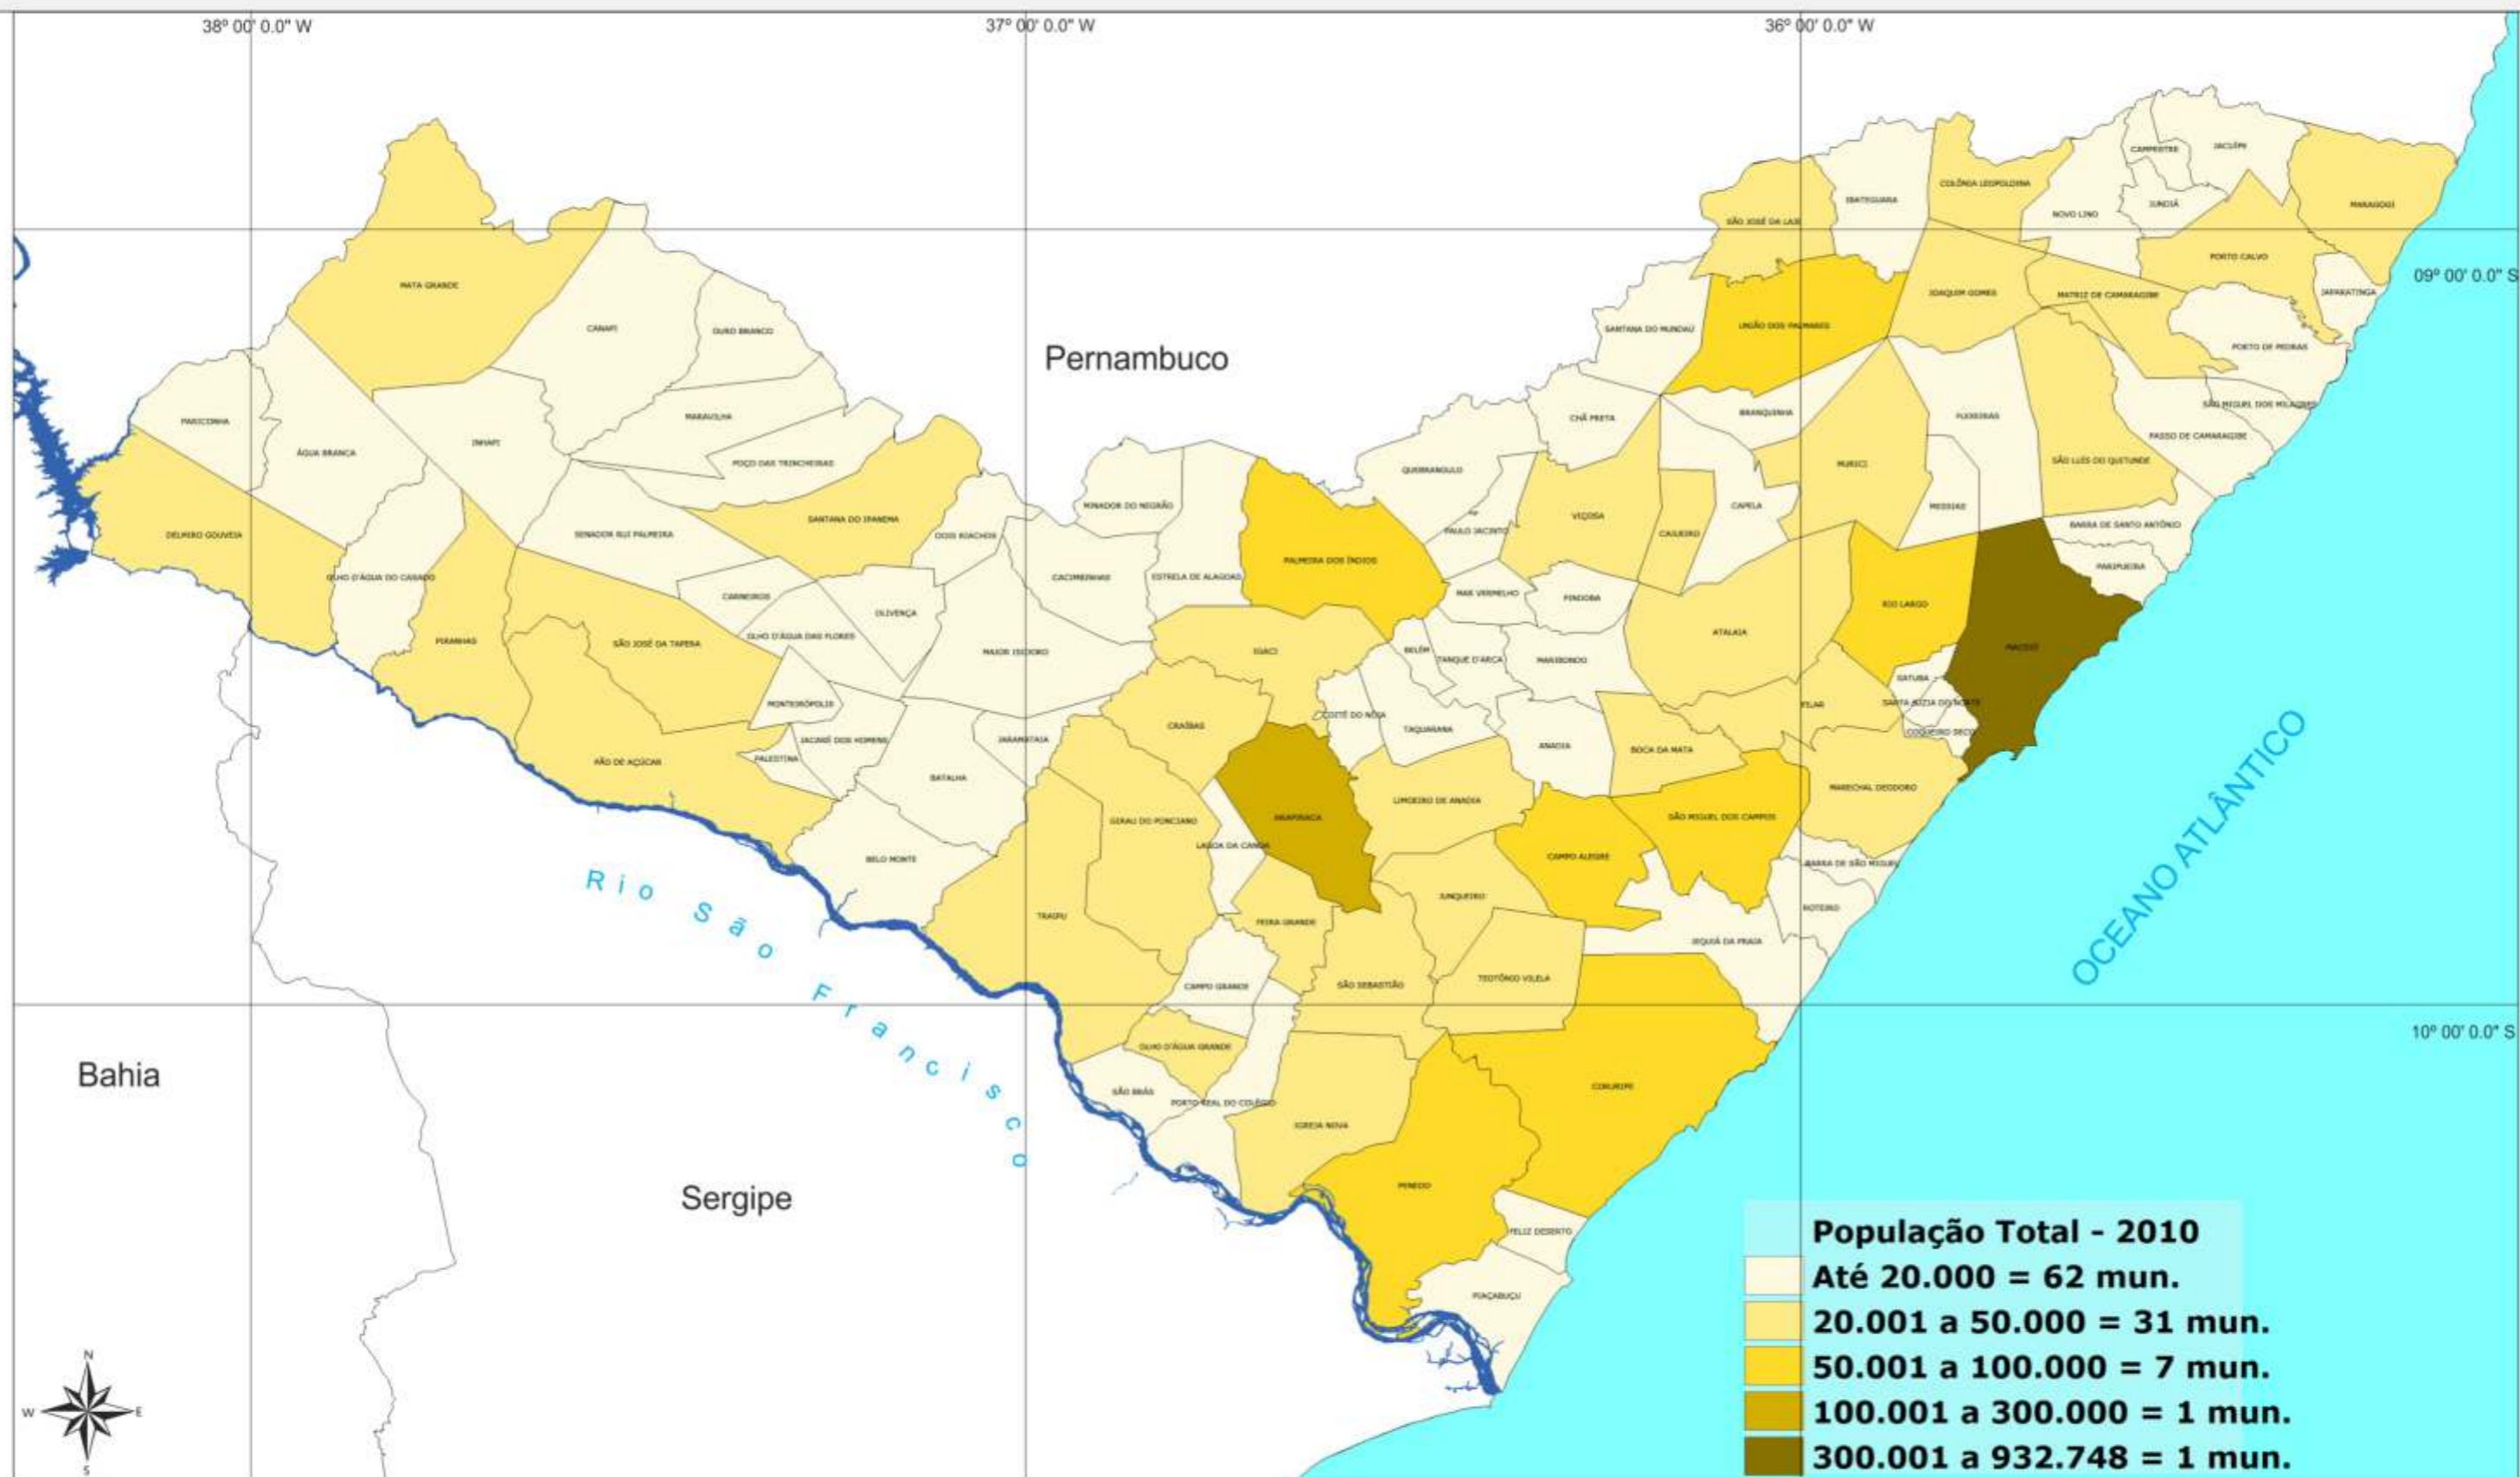 38º 00' 0.0" W
37º 00' 0.0" W
36º 00' 0.0" W
09º 00' 0.0" S
10º 00' 0.0" S
Pernambuco
Bahia
Sergipe
Rio São Francisco
OCEANO ATLÂNTICO
MATA GRANDE
CANAPI
OURO BRANCO
PARICONHA
ÁGUA BRANCA
INHAPI
MARAVILHA
POÇO DAS TRINCHEIRAS
DELMIRO GOUVEIA
OLHO D'ÁGUA DO CASADO
PIRANHAS
SENADOR RUI PALMEIRA
SANTANA DO IPANEMA
DOIS RIACHOS
CARNEIROS
OLIVENÇA
OLHO D'ÁGUA DAS FLORES
SÃO JOSÉ DA TAPERA
MAJOR ISIDORO
CACIMBINHAS
MINADOR DO NEGRÃO
ESTRELA DE ALAGOAS
PALMEIRA DOS ÍNDIOS
MONTEIRÓPOLIS
JACARÉ DOS HOMENS
PALESTINA
PÃO DE AÇÚCAR
BATALHA
JARAMATAIA
BELO MONTE
IGACI
CRAÍBAS
GIRAU DO PONCIANO
TRAIPU
LAGOA DA CANOA
ARAPIRACA
COITÉ DO NÓIA
TAQUARANA
BELÉM
TANQUE D'ARCA
LIMOEIRO DE ANADIA
FEIRA GRANDE
CAMPO GRANDE
OLHO D'ÁGUA GRANDE
SÃO BRÁS
PORTO REAL DO COLÉGIO
SÃO SEBASTIÃO
JUNQUEIRO
TEOTÔNIO VILELA
IGREJA NOVA
PENEDO
CORURIPE
FELIZ DESERTO
PIAÇABUÇU
CAMPO ALEGRE
SÃO MIGUEL DOS CAMPOS
JEQUIÁ DA PRAIA
ROTEIRO
BARRA DE SÃO MIGUEL
MARECHAL DEODORO
BOCA DA MATA
ANADIA
MARIBONDO
PINDOBA
MAR VERMELHO
PAULO JACINTO
QUEBRANGULO
CHÃ PRETA
VIÇOSA
CAJUEIRO
CAPELA
ATALAIA
PILAR
SATUBA
SANTA LUZIA DO NORTE
COQUEIRO SECO
RIO LARGO
MACEIÓ
MESSIAS
MURICI
BRANQUINHA
SANTANA DO MUNDAÚ
UNIÃO DOS PALMARES
SÃO JOSÉ DA LAJE
IBATEGUARA
COLÔNIA LEOPOLDINA
JOAQUIM GOMES
FLEXEIRAS
NOVO LINO
CAMPESTRE
JACUÍPE
JUNDIÁ
MARAGOGI
PORTO CALVO
MATRIZ DE CAMARAGIBE
JAPARATINGA
PORTO DE PEDRAS
SÃO MIGUEL DOS MILAGRES
PASSO DE CAMARAGIBE
SÃO LUÍS DO QUITUNDE
BARRA DE SANTO ANTÔNIO
PARIPUEIRA
N
W
E
S
População Total - 2010
Até 20.000 = 62 mun.
20.001 a 50.000 = 31 mun.
50.001 a 100.000 = 7 mun.
100.001 a 300.000 = 1 mun.
300.001 a 932.748 = 1 mun.